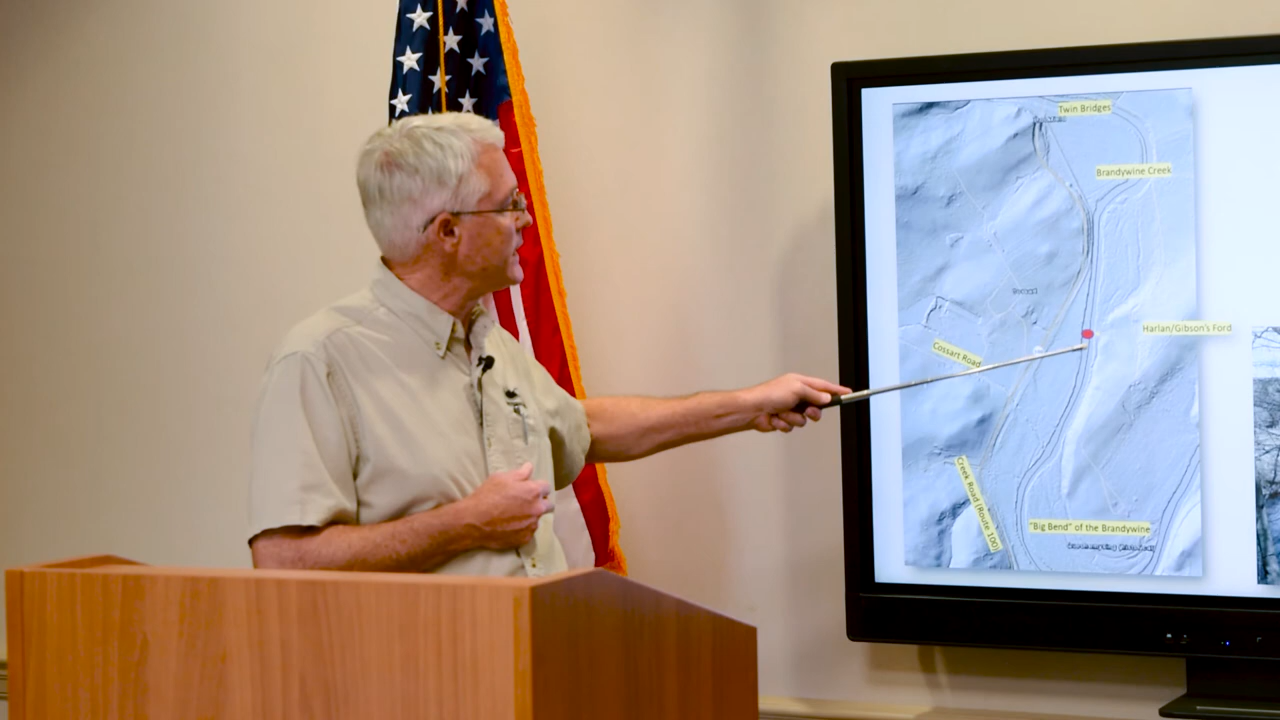 Twin Bridges
Brandywine Creek
Harlan/Gibson's Ford
Cossart Road
Creek Road (Route 100)
"Big Bend" of the Brandywine